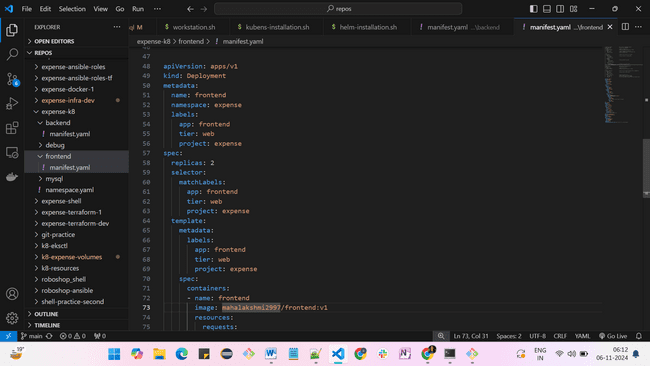 File Edit Selection View Go Run ··· repos
EXPLORER ···
OPEN EDITORS
REPOS
expense-ansible-roles
expense-ansible-roles-tf
expense-docker-1
expense-infra-dev
expense-k8
backend
manifest.yaml
debug
frontend
manifest.yaml
mysql
namespace.yaml
expense-shell
expense-terraform-1
expense-terraform-dev
git-practice
k8-eksctl
k8-expense-volumes
k8-resources
roboshop_shell
roboshop-ansible
shell-practice-second
OUTLINE
TIMELINE
6
M workstation.sh kubens-installation.sh helm-installation.sh manifest.yaml ...\backend manifest.yaml ...\frontend
expense-k8 > frontend > manifest.yaml
46
47
48 apiVersion: apps/v1
49 kind: Deployment
50 metadata:
51 name: frontend
52 namespace: expense
53 labels:
54 app: frontend
55 tier: web
56 project: expense
57 spec:
58 replicas: 2
59 selector:
60 matchLabels:
61 app: frontend
62 tier: web
63 project: expense
64 template:
65 metadata:
66 labels:
67 app: frontend
68 tier: web
69 project: expense
70 spec:
71 containers:
72 - name: frontend
73 image: mahalakshmi2997/frontend:v1
74 resources:
75 requests:
main 0 0 0 Ln 73, Col 31 Spaces: 2 UTF-8 CRLF YAML Go Live
19° ENG
IN 06:12
06-11-2024